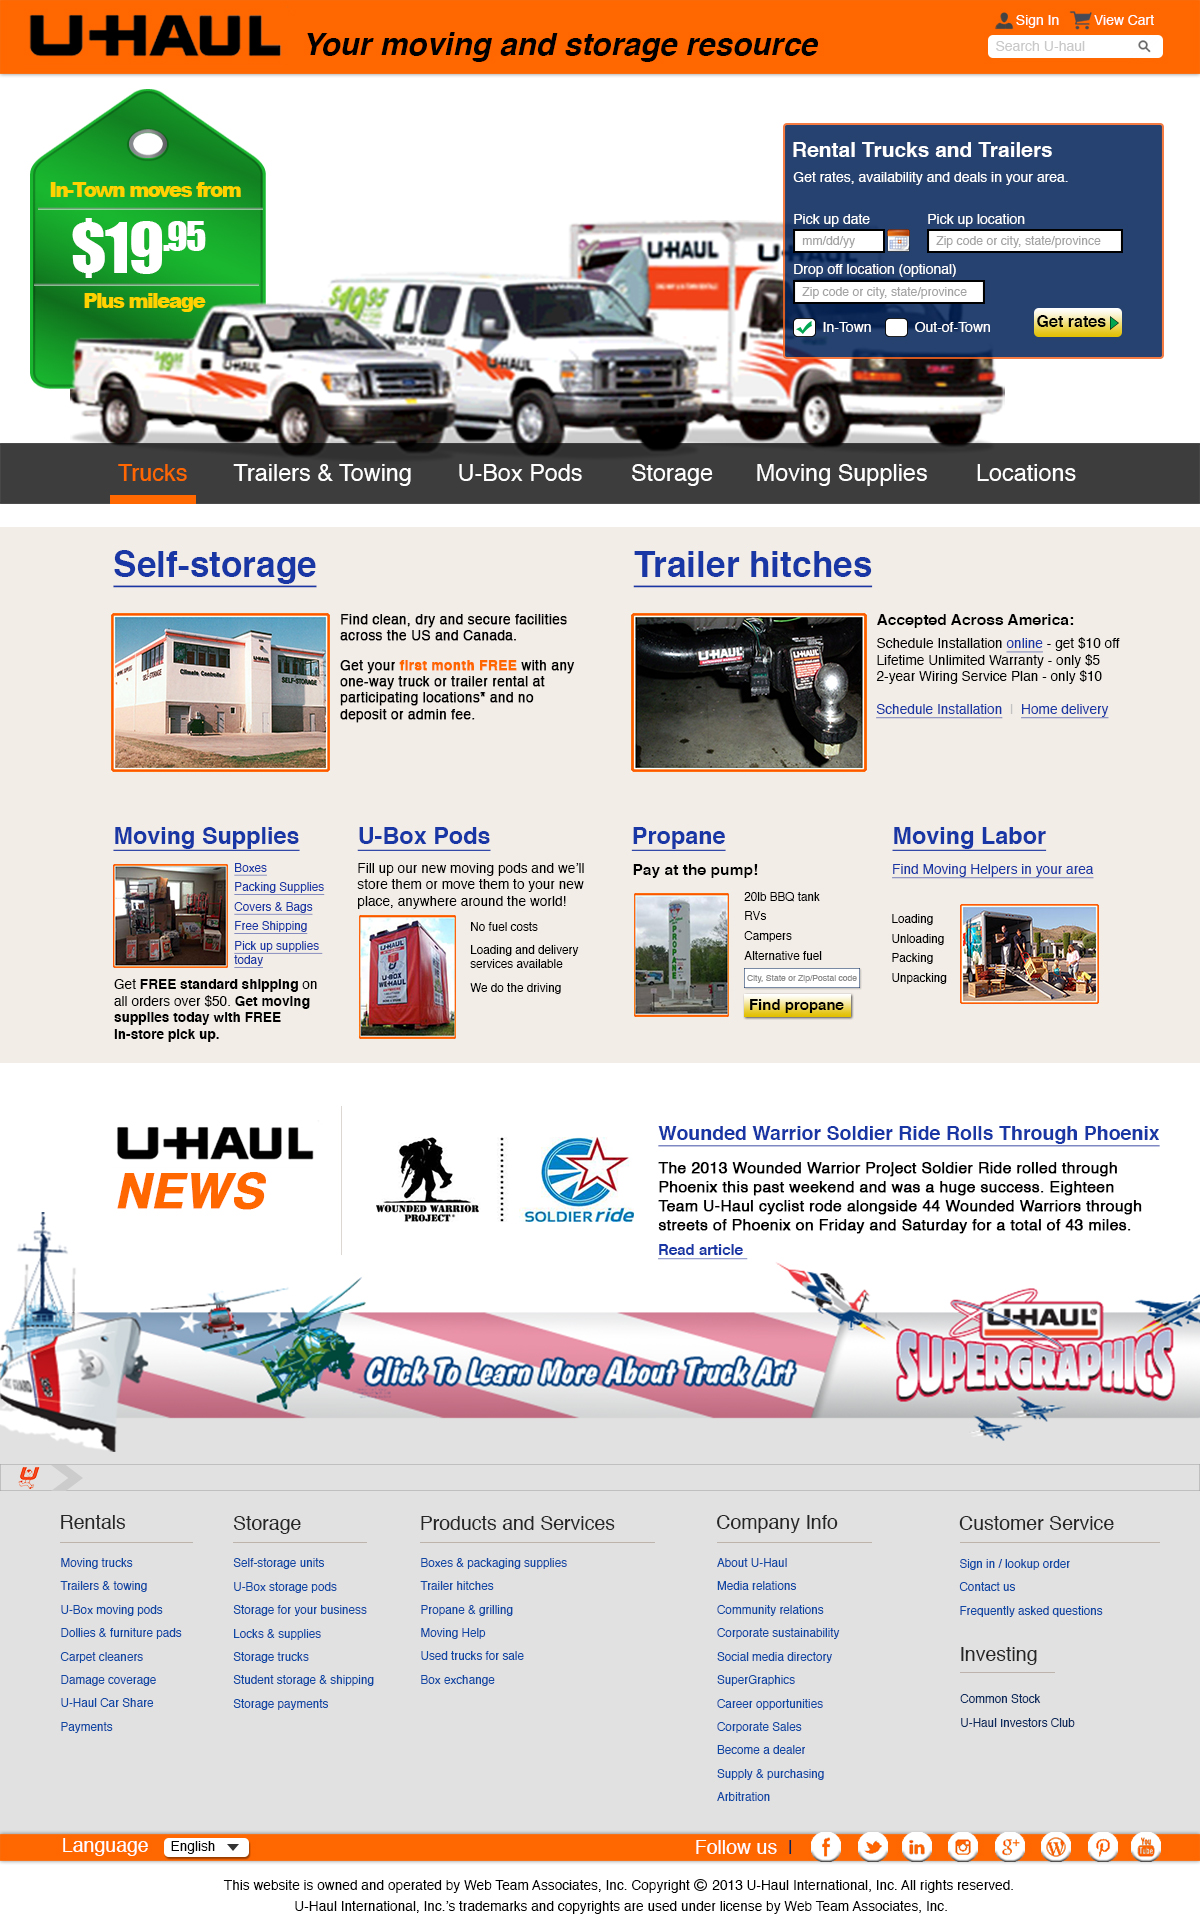 U-HAUL
Your moving and storage resource
Sign In
View Cart
Search U-haul
In-Town moves from
$19.95
Plus mileage
$19.95
$19.95
U-HAUL
U-HAUL
U-HAUL
Rental Trucks and Trailers
Get rates, availability and deals in your area.
Pick up date
Pick up location
mm/dd/yy
Zip code or city, state/province
Drop off location (optional)
Zip code or city, state/province
In-Town
Out-of-Town
Get rates
Trucks
Trailers & Towing
U-Box Pods
Storage
Moving Supplies
Locations
Self-storage
Find clean, dry and secure facilities
across the US and Canada.
Get your first month FREE with any
one-way truck or trailer rental at
participating locations* and no
deposit or admin fee.
U-HAUL
SELF-STORAGE
Climate Controlled
SELF-STORAGE
Trailer hitches
U-HAUL
U-HAUL
Accepted Across America:
Schedule Installation online - get $10 off
Lifetime Unlimited Warranty - only $5
2-year Wiring Service Plan - only $10
Schedule Installation | Home delivery
Moving Supplies
Boxes
Packing Supplies
Covers & Bags
Free Shipping
Pick up supplies
today
Get FREE standard shipping on
all orders over $50. Get moving
supplies today with FREE
in-store pick up.
U-Box Pods
Fill up our new moving pods and we'll
store them or move them to your new
place, anywhere around the world!
U-HAUL
U-BOX
WE-HAUL
No fuel costs
Loading and delivery
services available
We do the driving
Propane
Pay at the pump!
PROPANE
20lb BBQ tank
RVs
Campers
Alternative fuel
City, State or Zip/Postal code
Find propane
Moving Labor
Find Moving Helpers in your area
Loading
Unloading
Packing
Unpacking
U-HAUL
NEWS
WOUNDED WARRIOR
PROJECT
SOLDIER ride
Wounded Warrior Soldier Ride Rolls Through Phoenix
The 2013 Wounded Warrior Project Soldier Ride rolled through
Phoenix this past weekend and was a huge success. Eighteen
Team U-Haul cyclist rode alongside 44 Wounded Warriors through
streets of Phoenix on Friday and Saturday for a total of 43 miles.
Read article
Click To Learn More About Truck Art
U-HAUL
SUPERGRAPHICS
U
Rentals
Moving trucks
Trailers & towing
U-Box moving pods
Dollies & furniture pads
Carpet cleaners
Damage coverage
U-Haul Car Share
Payments
Storage
Self-storage units
U-Box storage pods
Storage for your business
Locks & supplies
Storage trucks
Student storage & shipping
Storage payments
Products and Services
Boxes & packaging supplies
Trailer hitches
Propane & grilling
Moving Help
Used trucks for sale
Box exchange
Company Info
About U-Haul
Media relations
Community relations
Corporate sustainability
Social media directory
SuperGraphics
Career opportunities
Corporate Sales
Become a dealer
Supply & purchasing
Arbitration
Customer Service
Sign in / lookup order
Contact us
Frequently asked questions
Investing
Common Stock
U-Haul Investors Club
Language
English
Follow us |
This website is owned and operated by Web Team Associates, Inc. Copyright © 2013 U-Haul International, Inc. All rights reserved.
U-Haul International, Inc.'s trademarks and copyrights are used under license by Web Team Associates, Inc.